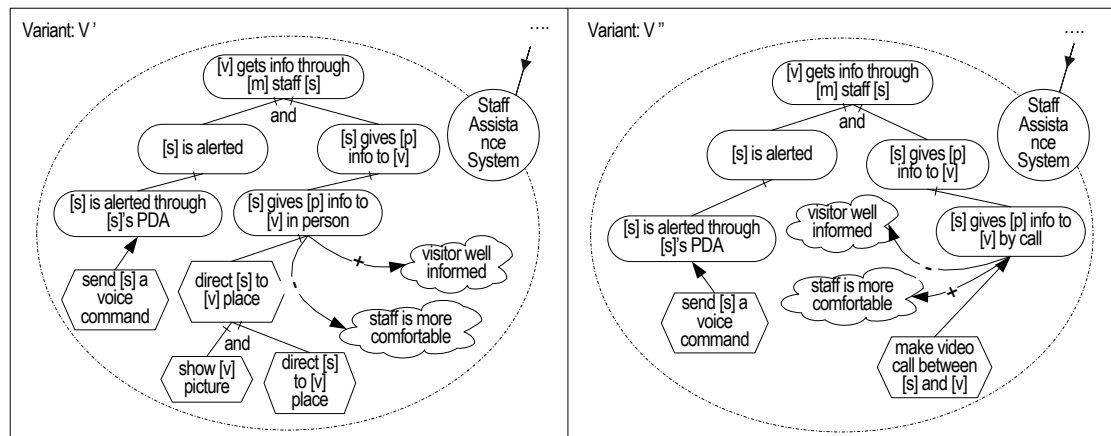 Variant: V '
....
[v] gets info through
[m] staff [s]
and
Staff
Assista
nce
System
[s] is alerted
[s] gives [p]
info to [v]
[s] is alerted through
[s]'s PDA
[s] gives [p] info to
[v] in person
+
visitor well
informed
send [s] a
voice
command
direct [s] to
[v] place
-
staff is more
comfortable
and
show [v]
picture
direct [s]
to [v]
place
Variant: V "
....
[v] gets info through
[m] staff [s]
and
Staff
Assista
nce
System
[s] is alerted
[s] gives [p]
info to [v]
visitor well
informed
[s] is alerted through
[s]'s PDA
[s] gives [p] info to
[v] by call
-
staff is more
comfortable
+
send [s] a
voice
command
make video
call between
[s] and [v]